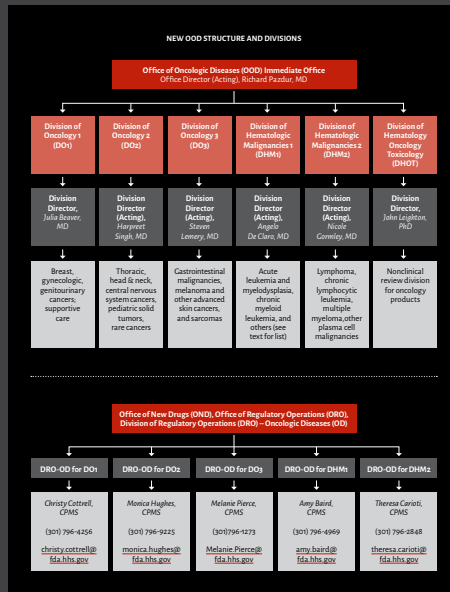 NEW OOD STRUCTURE AND DIVISIONS
Office of Oncologic Diseases (OOD) Immediate Office
Office Director (Acting), Richard Pazdur, MD
Division of
Oncology 1
(DO1)
Division of
Oncology 2
(DO2)
Division of
Oncology 3
(DO3)
Division of
Hematologic
Malignancies 1
(DHM1)
Division of
Hematologic
Malignancies 2
(DHM2)
Division of
Hematology
Oncology
Toxicology
(DHOT)
Division
Director,
Julia Beaver,
MD
Division
Director
(Acting),
Harpreet
Singh, MD
Division
Director
(Acting),
Steven
Lemery, MD
Division
Director
(Acting),
Angelo
De Claro, MD
Division
Director
(Acting),
Nicole
Gormley, MD
Division
Director,
John Leighton,
PhD
Breast,
gynecologic,
genitourinary
cancers;
supportive
care
Thoracic,
head & neck,
central nervous
system cancers,
pediatric solid
tumors,
rare cancers
Gastrointestinal
malignancies,
melanoma and
other advanced
skin cancers,
and sarcomas
Acute
leukemia and
myelodysplasia,
chronic
myeloid
leukemia, and
others (see
text for list)
Lymphoma,
chronic
lymphocytic
leukemia,
multiple
myeloma,other
plasma cell
malignancies
Nonclinical
review division
for oncology
products
Office of New Drugs (OND), Office of Regulatory Operations (ORO),
Division of Regulatory Operations (DRO) – Oncologic Diseases (OD)
DRO-OD for DO1
DRO-OD for DO2
DRO-OD for DO3
DRO-OD for DHM1
DRO-OD for DHM2
Christy Cottrell,
CPMS
(301) 796-4256
christy.cottrell@
fda.hhs.gov
Monica Hughes,
CPMS
(301) 796-9225
monica.hughes@
fda.hhs.gov
Melanie Pierce,
CPMS
(301)796-1273
Melanie.Pierce@
fda.hhs.gov
Amy Baird,
CPMS
(301) 796-4969
amy.baird@
fda.hhs.gov
Theresa Carioti,
CPMS
(301) 796-2848
theresa.carioti@
fda.hhs.gov